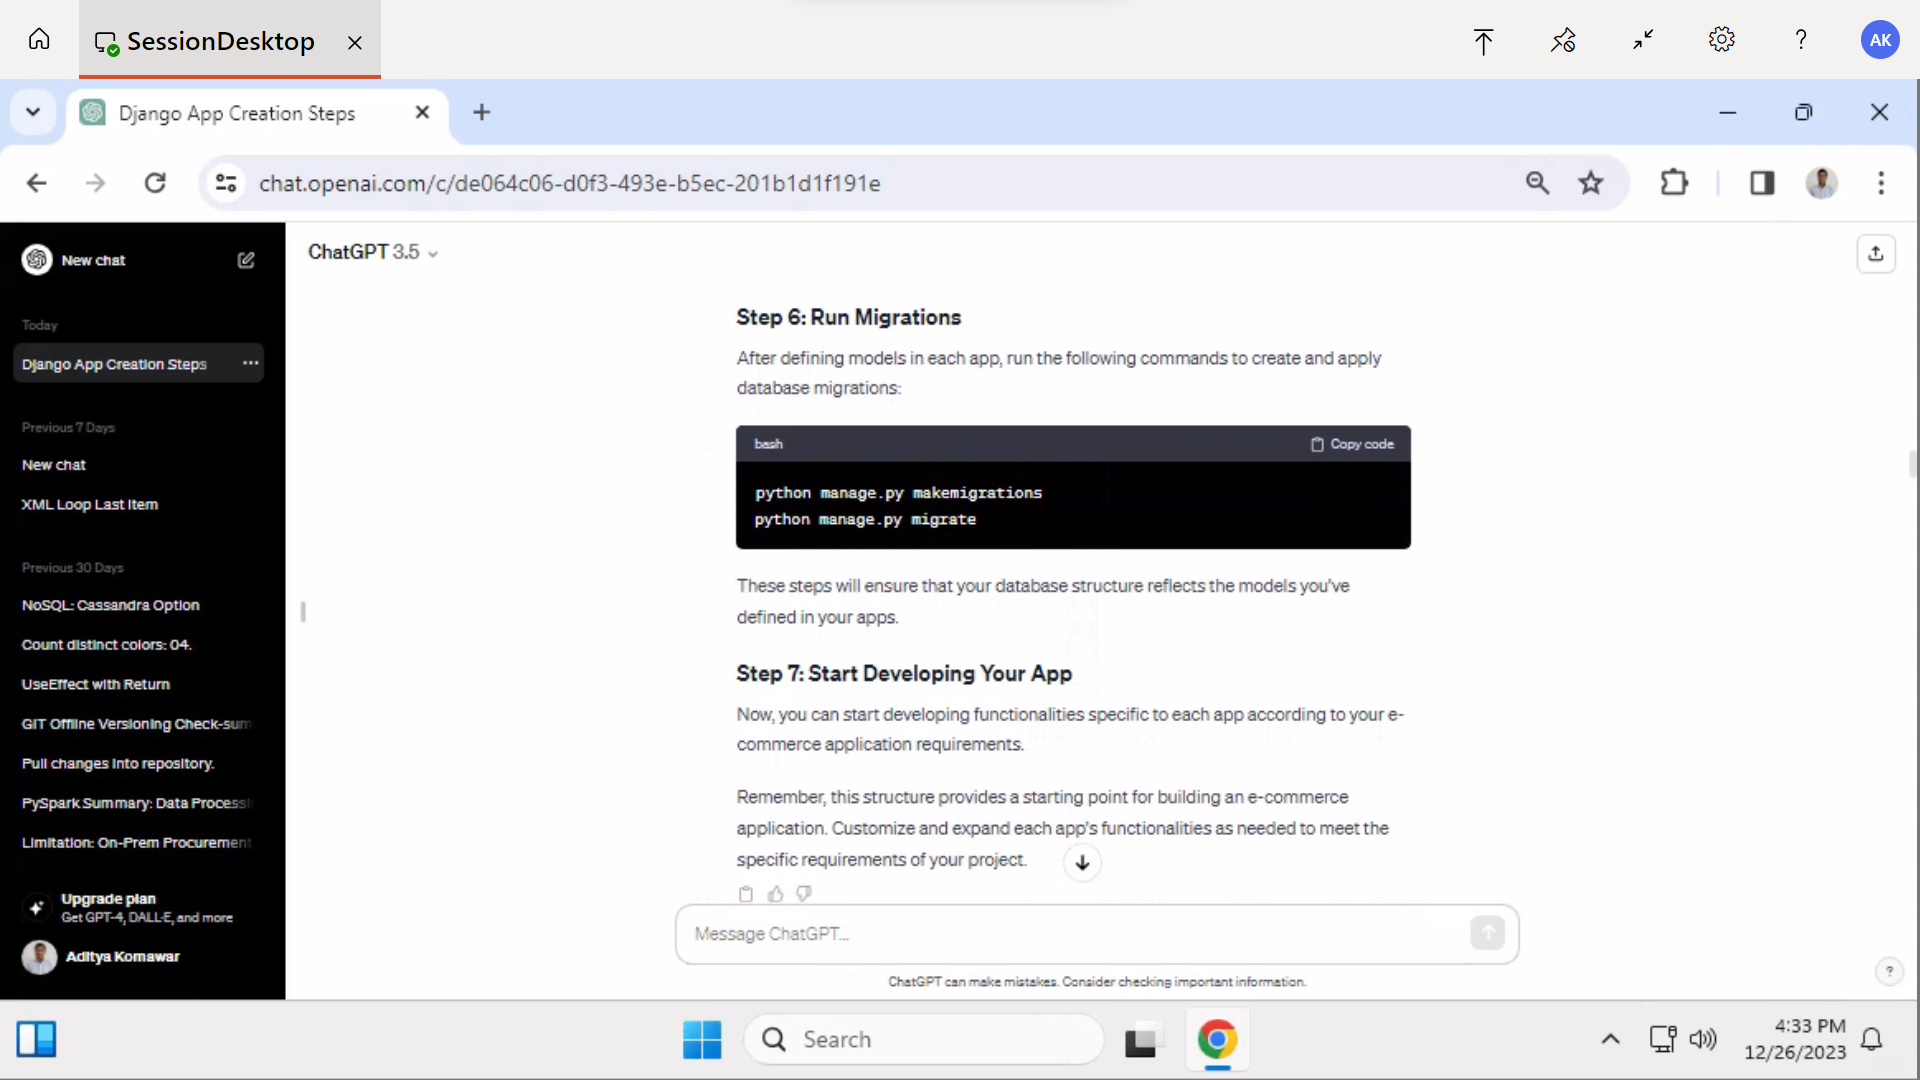 SessionDesktop
AK
Django App Creation Steps
chat.openai.com/c/de064c06-d0f3-493e-b5ec-201b1d1f191e
New chat
Today
Django App Creation Steps
Previous 7 Days
New chat
XML Loop Last Item
Previous 30 Days
NoSQL: Cassandra Option
Count distinct colors: 04.
UseEffect with Return
GIT Offline Versioning Check-sum
Pull changes into repository.
PySpark Summary: Data Processi
Limitation: On-Prem Procurement
Upgrade plan
Get GPT-4, DALL·E, and more
Aditya Komawar
ChatGPT 3.5
Step 6: Run Migrations
After defining models in each app, run the following commands to create and apply
database migrations:
bash
Copy code
python manage.py makemigrations
python manage.py migrate
These steps will ensure that your database structure reflects the models you've
defined in your apps.
Step 7: Start Developing Your App
Now, you can start developing functionalities specific to each app according to your e-
commerce application requirements.
Remember, this structure provides a starting point for building an e-commerce
application. Customize and expand each app's functionalities as needed to meet the
specific requirements of your project.
Message ChatGPT...
ChatGPT can make mistakes. Consider checking important information.
?
Search
4:33 PM
12/26/2023